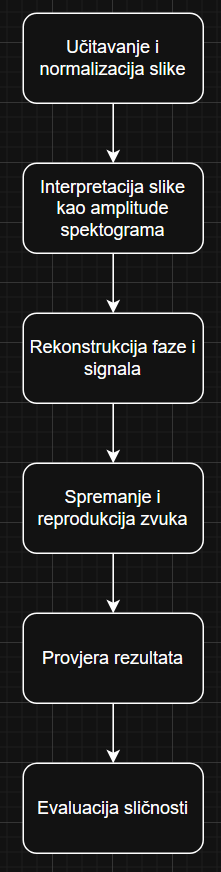 Učitavanje i
normalizacija slike
Interpretacija slike
kao amplitude
spektograma
Rekonstrukcija faze i
signala
Spremanje i
reprodukcija zvuka
Provjera rezultata
Evaluacija sličnosti